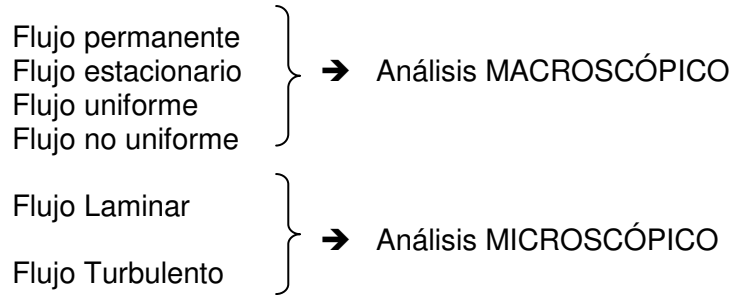 Flujo permanente
Flujo estacionario
Flujo uniforme
Flujo no uniforme
➔ Análisis MACROSCÓPICO
Flujo Laminar
Flujo Turbulento
➔ Análisis MICROSCÓPICO